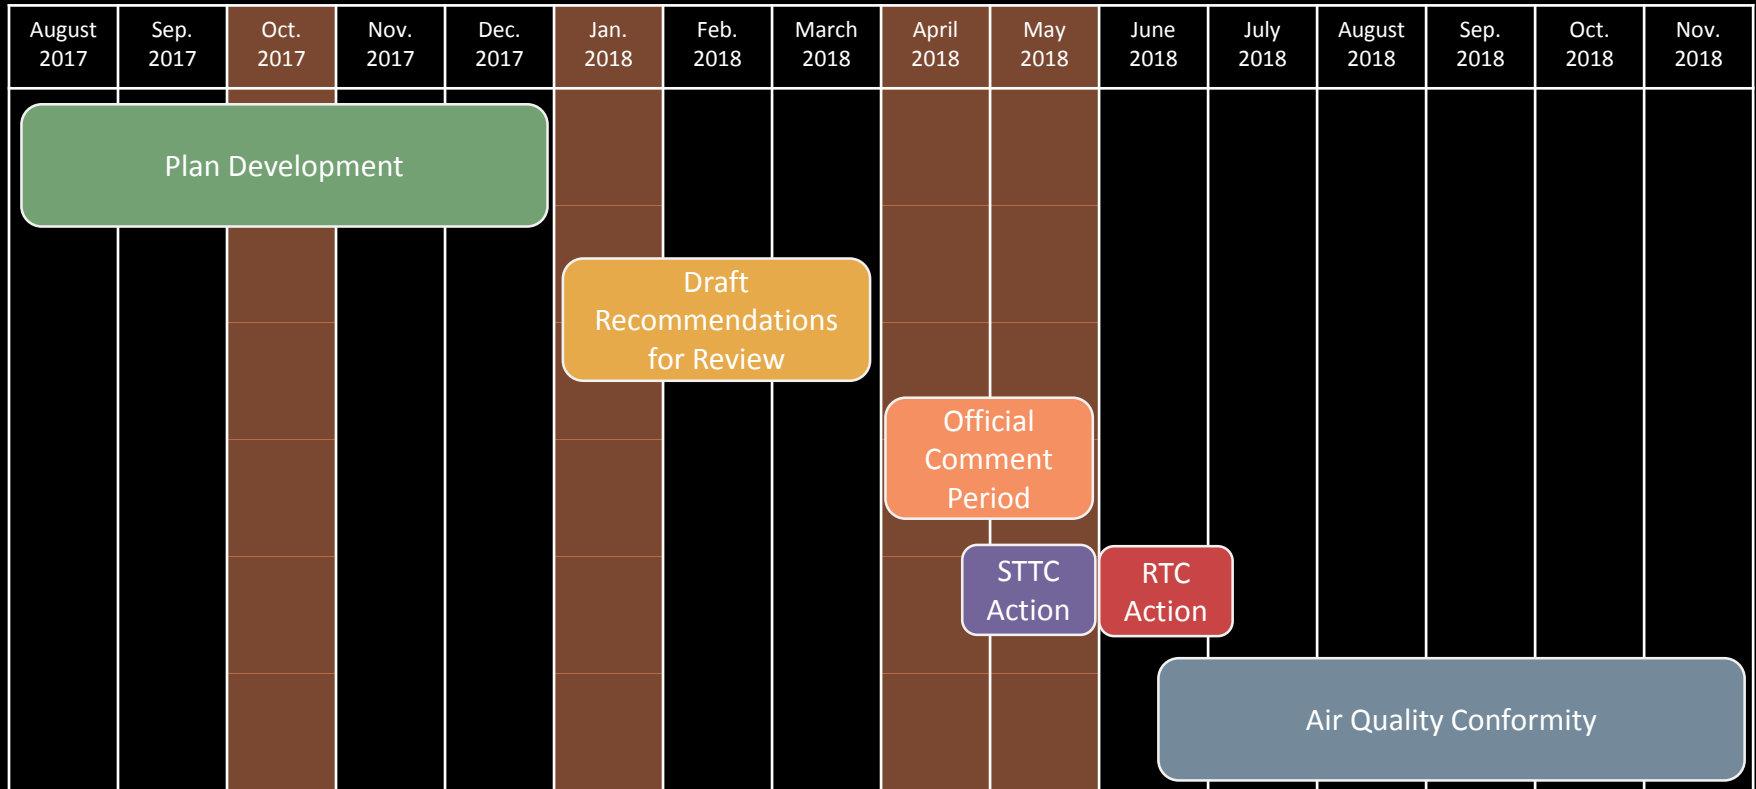 August Sep. Oct. Nov. Dec. Jan. Feb. March April May June July August Sep. Oct. Nov.
2017 2017 2017 2017 2017 2018 2018 2018 2018 2018 2018 2018 2018 2018 2018 2018
Plan Development
Draft
Recommendations
for Review
Official
Comment
Period
STTC
Action
RTC
Action
Air Quality Conformity